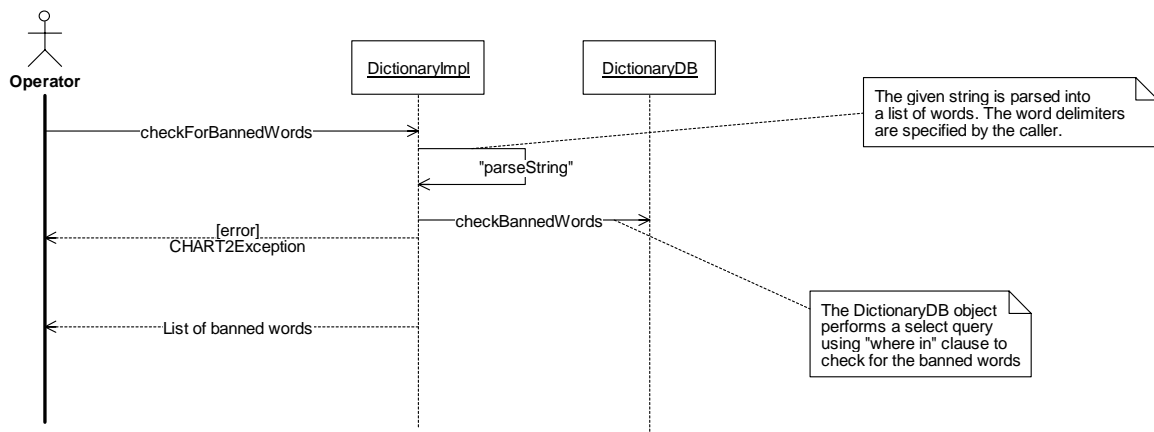 Operator
DictionaryImpl
DictionaryDB
The given string is parsed into
a list of words. The word delimiters
are specified by the caller.
checkForBannedWords
"parseString"
checkBannedWords
[error]
CHART2Exception
The DictionaryDB object
performs a select query
using "where in" clause to
check for the banned words
List of banned words